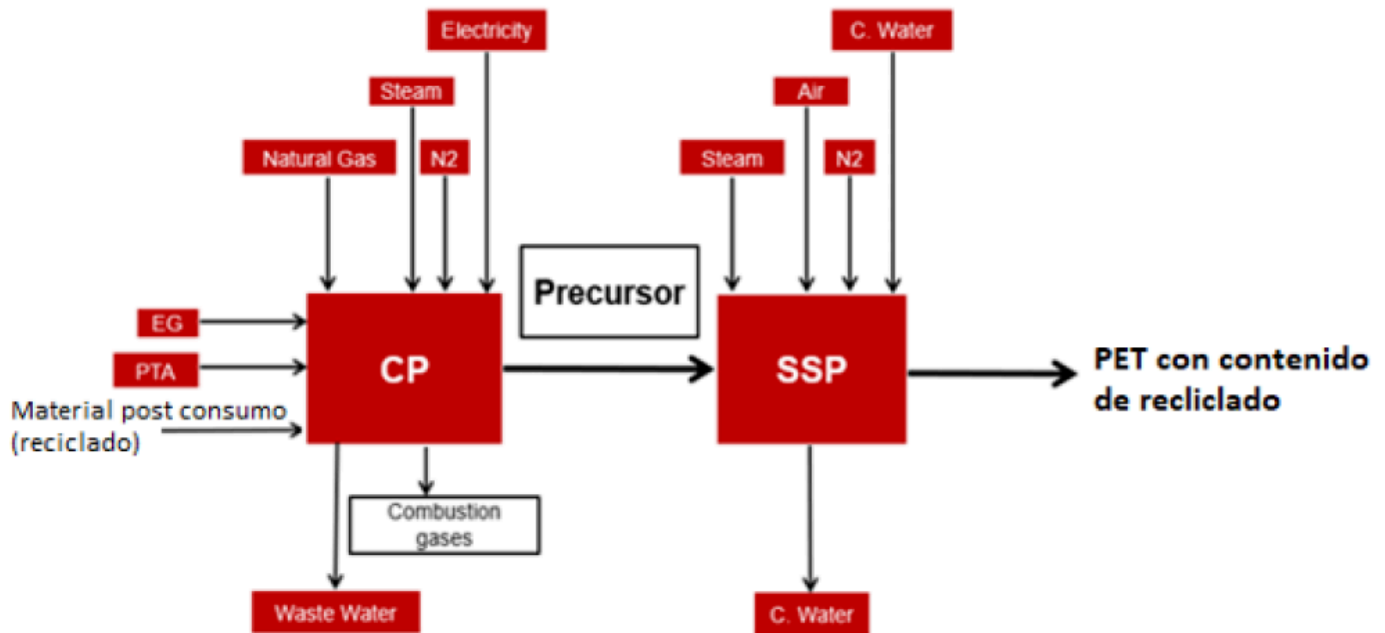 Electricity
C. Water
Steam
Air
Natural Gas
N2
Steam
N2
Precursor
EG
CP
SSP
PTA
PET con contenido
de recliclado
Material post consumo
(reciclado)
Combustion
gases
Waste Water
C. Water